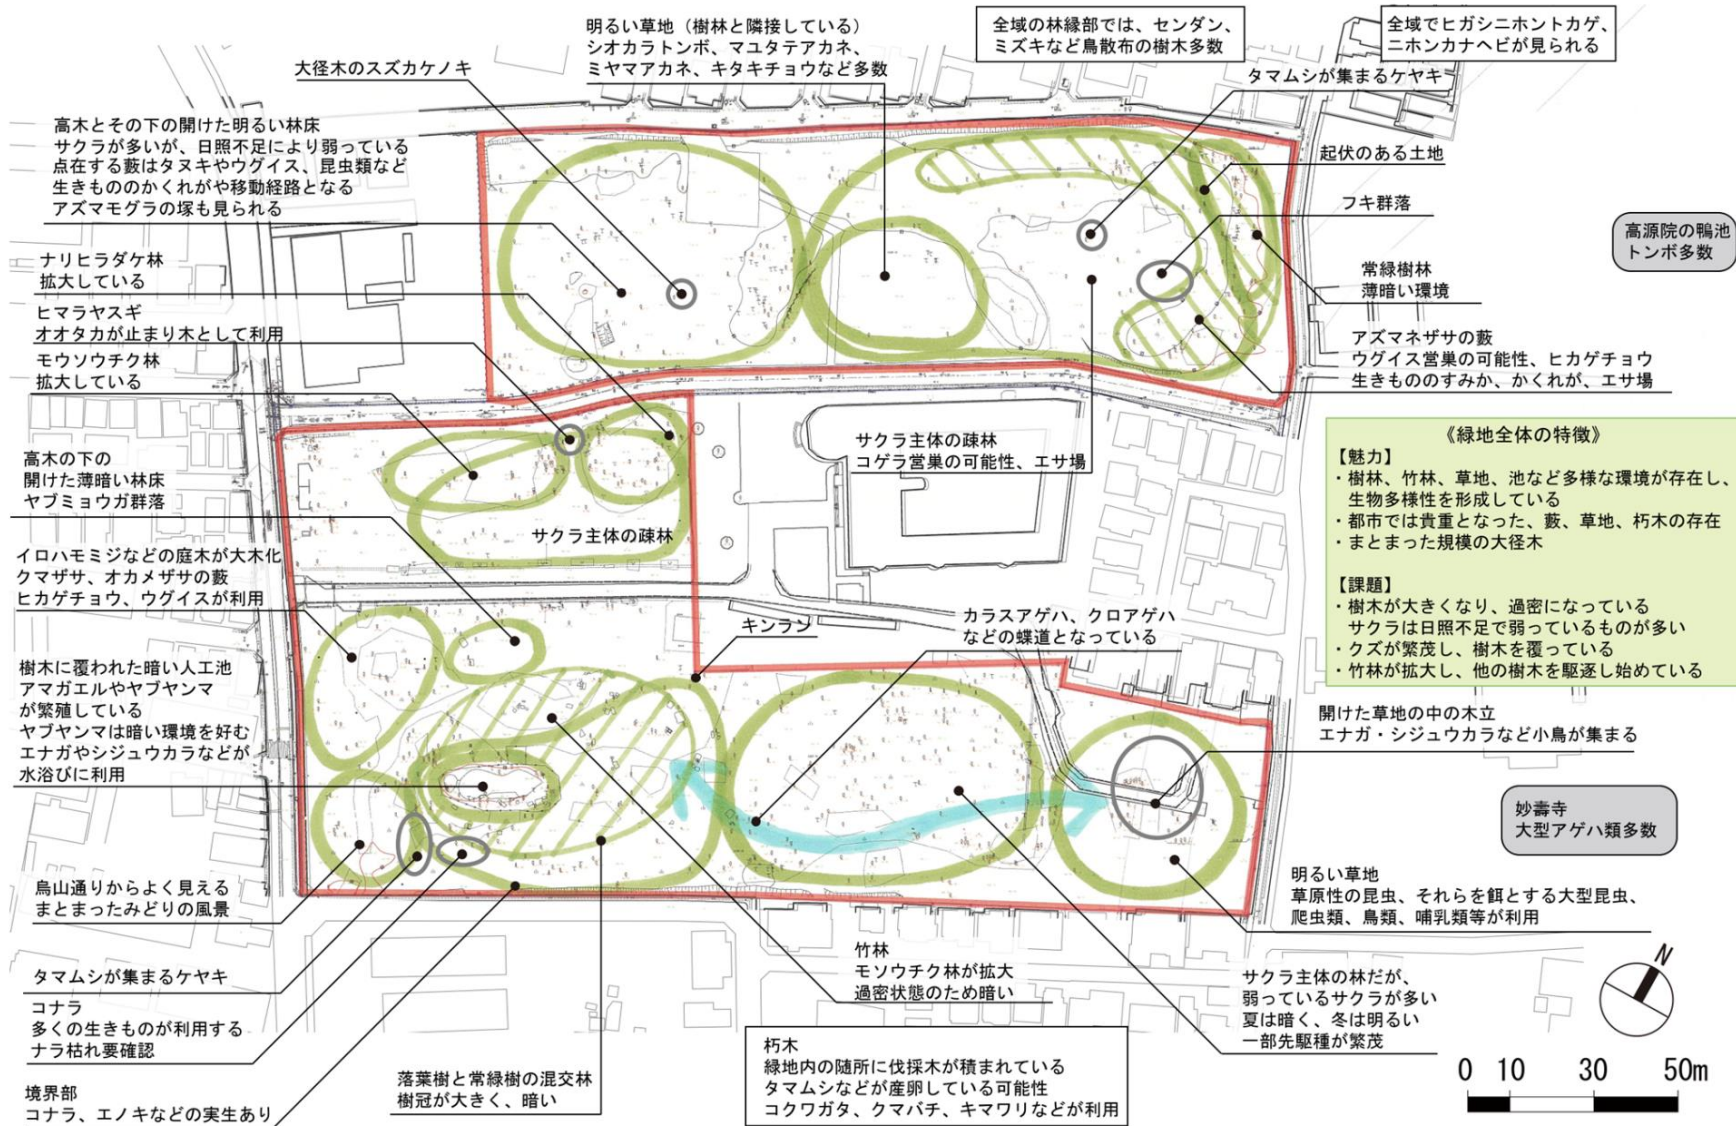 明るい草地（樹林と隣接している）
シオカラトンボ、マユタテアカネ、
ミヤマアカネ、キタキチョウなど多数
全域の林縁部では、センダン、
ミズキなど鳥散布の樹木多数
全域でヒガシニホントカゲ、
ニホンカナヘビが見られる
大径木のスズカケノキ
タマムシが集まるケヤキ
高木とその下の開けた明るい林床
サクラが多いが、日照不足により弱っている
点在する藪はタヌキやウグイス、昆虫類など
生きもののかくれがや移動経路となる
アズマモグラの塚も見られる
起伏のある土地
フキ群落
高源院の鴨池
トンボ多数
ナリヒラダケ林
拡大している
常緑樹林
薄暗い環境
ヒマラヤスギ
オオタカが止まり木として利用
アズマネザサの藪
ウグイス営巣の可能性、ヒカゲチョウ
生きもののすみか、かくれが、エサ場
モウソウチク林
拡大している
サクラ主体の疎林
コゲラ営巣の可能性、エサ場
高木の下の
開けた薄暗い林床
ヤブミョウガ群落
サクラ主体の疎林
《緑地全体の特徴》
【魅力】
・樹林、竹林、草地、池など多様な環境が存在し、
生物多様性を形成している
・都市では貴重となった、藪、草地、朽木の存在
・まとまった規模の大径木
【課題】
・樹木が大きくなり、過密になっている
サクラは日照不足で弱っているものが多い
・クズが繁茂し、樹木を覆っている
・竹林が拡大し、他の樹木を駆逐し始めている
イロハモミジなどの庭木が大木化
クマザサ、オカメザサの藪
ヒカゲチョウ、ウグイスが利用
キンラン
カラスアゲハ、クロアゲハ
などの蝶道となっている
樹木に覆われた暗い人工池
アマガエルやヤブヤンマ
が繁殖している
ヤブヤンマは暗い環境を好む
エナガやシジュウカラなどが
水浴びに利用
開けた草地の中の木立
エナガ・シジュウカラなど小鳥が集まる
妙壽寺
大型アゲハ類多数
烏山通りからよく見える
まとまったみどりの風景
明るい草地
草原性の昆虫、それらを餌とする大型昆虫、
爬虫類、鳥類、哺乳類等が利用
タマムシが集まるケヤキ
竹林
モソウチク林が拡大
過密状態のため暗い
サクラ主体の林だが、
弱っているサクラが多い
夏は暗く、冬は明るい
一部先駆種が繁茂
コナラ
多くの生きものが利用する
ナラ枯れ要確認
境界部
コナラ、エノキなどの実生あり
落葉樹と常緑樹の混交林
樹冠が大きく、暗い
朽木
緑地内の随所に伐採木が積まれている
タマムシなどが産卵している可能性
コクワガタ、クマバチ、キマワリなどが利用
N
0 10 30 50m